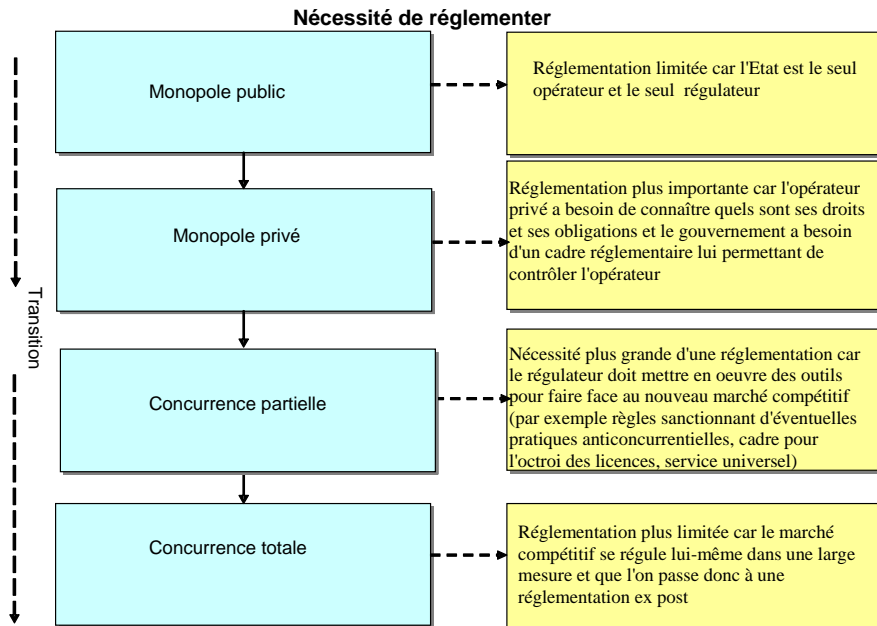 Nécessité de réglementer
Monopole public
Réglementation limitée car l'Etat est le seul
opérateur et le seul régulateur
Monopole privé
Réglementation plus importante car l'opérateur
privé a besoin de connaître quels sont ses droits
et ses obligations et le gouvernement a besoin
d'un cadre réglementaire lui permettant de
contrôler l'opérateur
Transition
Concurrence partielle
Nécessité plus grande d'une réglementation car
le régulateur doit mettre en oeuvre des outils
pour faire face au nouveau marché compétitif
(par exemple règles sanctionnant d'éventuelles
pratiques anticoncurrentielles, cadre pour
l'octroi des licences, service universel)
Concurrence totale
Réglementation plus limitée car le marché
compétitif se régule lui-même dans une large
mesure et que l'on passe donc à une
réglementation ex post